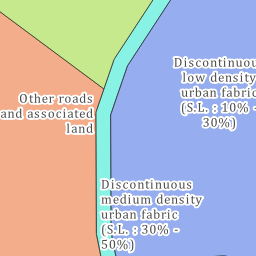 Discontinuous
low density
urban fabric
(S.L. : 10% -
30%)
Other roads
and associated
land
Discontinuous
medium density
urban fabric
(S.L. : 30% -
50%)